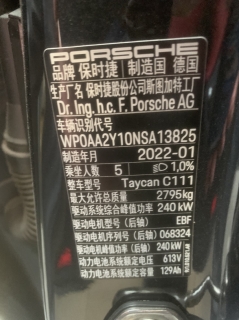 PORSCHE
品牌 保时捷 制造国 德国
生产厂名 保时捷股份公司斯图加特工厂
Dr. Ing. h.c. F. Porsche AG
车辆识别代号
WP0AA2Y10NSA13825
制造年月 2022-01
乘坐人数 5 1,0%
整车型号 Taycan C111
最大允许总质量 2795kg
驱动系统综合峰值功率 240 kW
驱动电机型号（后轴） EBF
驱动电机序列号（后轴） 068324
驱动电机峰值功率（后轴） 240 kW
动力电池系统额定电压 613V
动力电池系统额定容量 129Ah